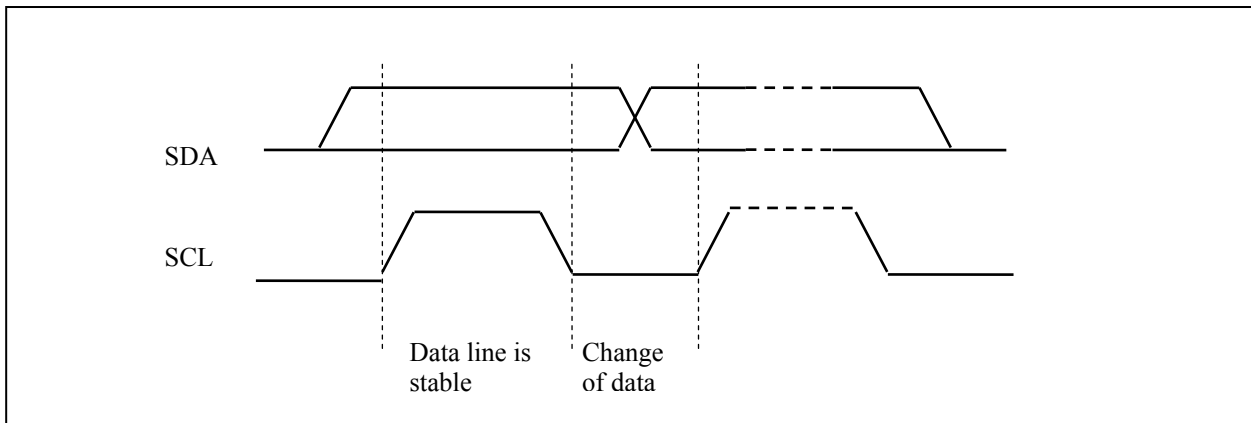 SDA
SCL
Data line is
stable
Change
of data